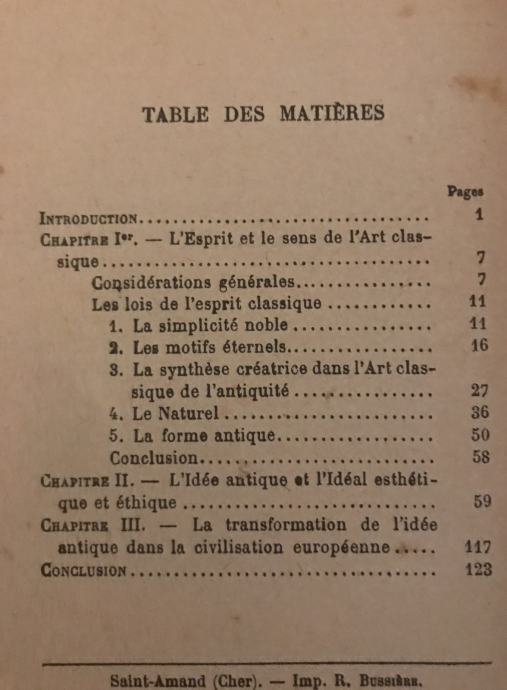 TABLE DES MATIÈRES
Pages
INTRODUCTION................................ 1
CHAPITRE Ier. — L'Esprit et le sens de l'Art clas-
sique.................................... 7
Considérations générales............... 7
Les lois de l'esprit classique ............ 11
1. La simplicité noble ................ 11
2. Les motifs éternels................. 16
3. La synthèse créatrice dans l'Art clas-
sique de l'antiquité ................ 27
4. Le Naturel ....................... 36
5. La forme antique.................. 50
Conclusion.......................... 58
CHAPITRE II. — L'Idée antique et l'Idéal esthéti-
que et éthique ............................ 59
CHAPITRE III. — La transformation de l'idée
antique dans la civilisation européenne ..... 117
CONCLUSION.................................. 123
Saint-Amand (Cher). — Imp. R. BUSSIÈRE.